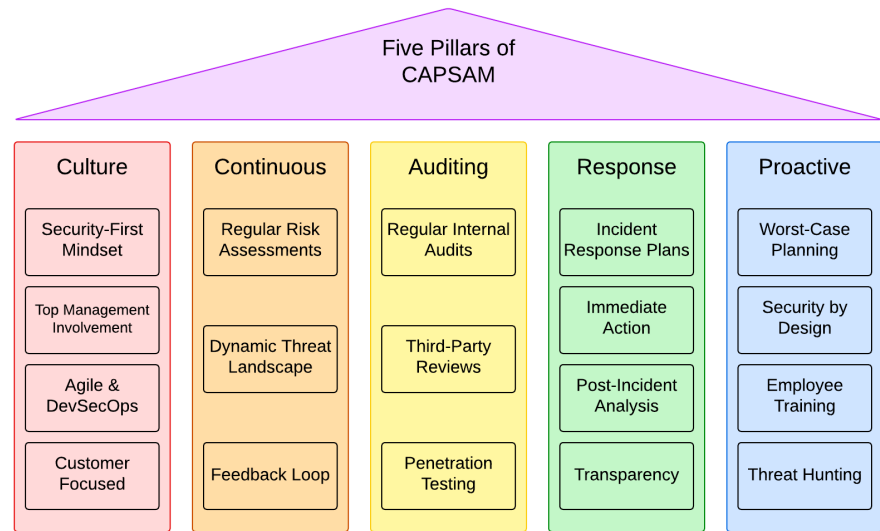 Five Pillars of
CAPSAM
Culture
Security-First
Mindset
Top Management
Involvement
Agile &
DevSecOps
Customer
Focused
Continuous
Regular Risk
Assessments
Dynamic Threat
Landscape
Feedback Loop
Auditing
Regular Internal
Audits
Third-Party
Reviews
Penetration
Testing
Response
Incident
Response Plans
Immediate
Action
Post-Incident
Analysis
Transparency
Proactive
Worst-Case
Planning
Security by
Design
Employee
Training
Threat Hunting